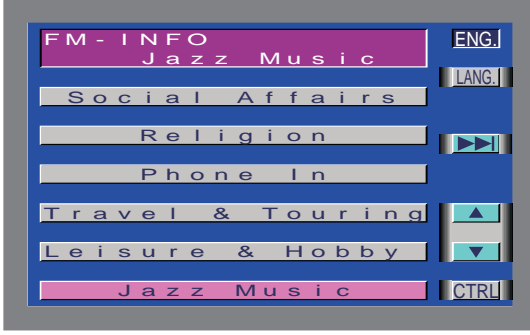 FM-INFO
Jazz Music
ENG.
LANG.
Social Affairs
Religion
Phone In
Travel & Touring
Leisure & Hobby
Jazz Music
CTRL